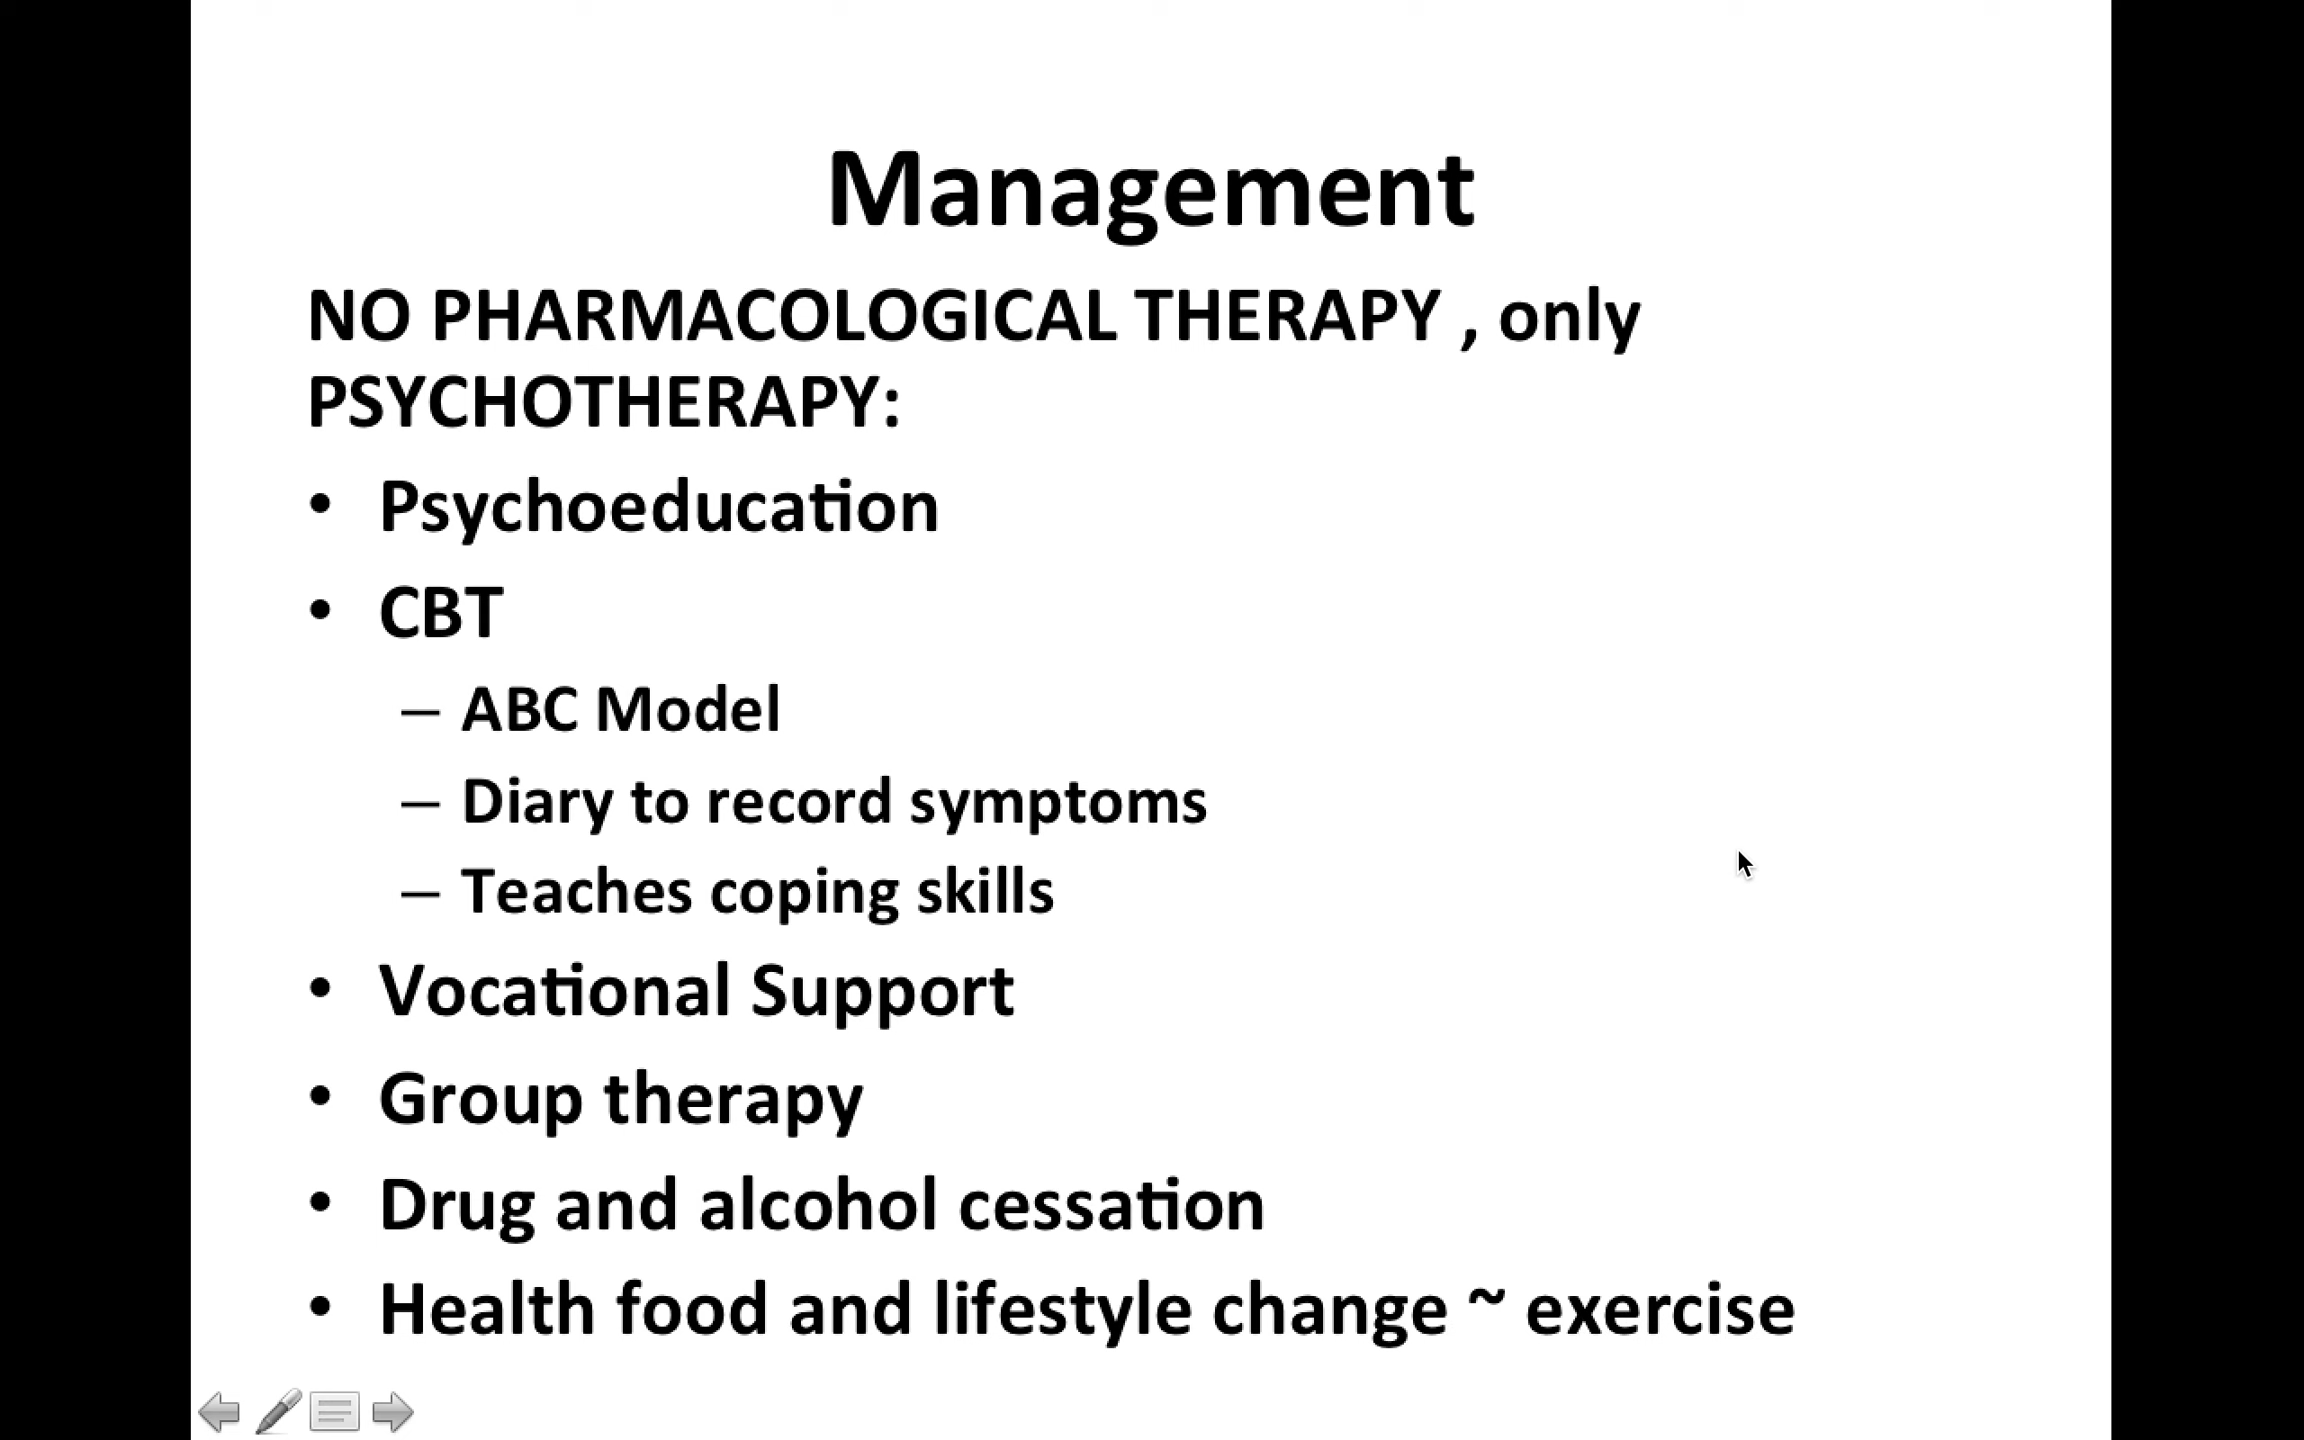 Management
NO PHARMACOLOGICAL THERAPY , only
PSYCHOTHERAPY:
• Psychoeducation
• CBT
– ABC Model
– Diary to record symptoms
– Teaches coping skills
• Vocational Support
• Group therapy
• Drug and alcohol cessation
• Health food and lifestyle change ~ exercise